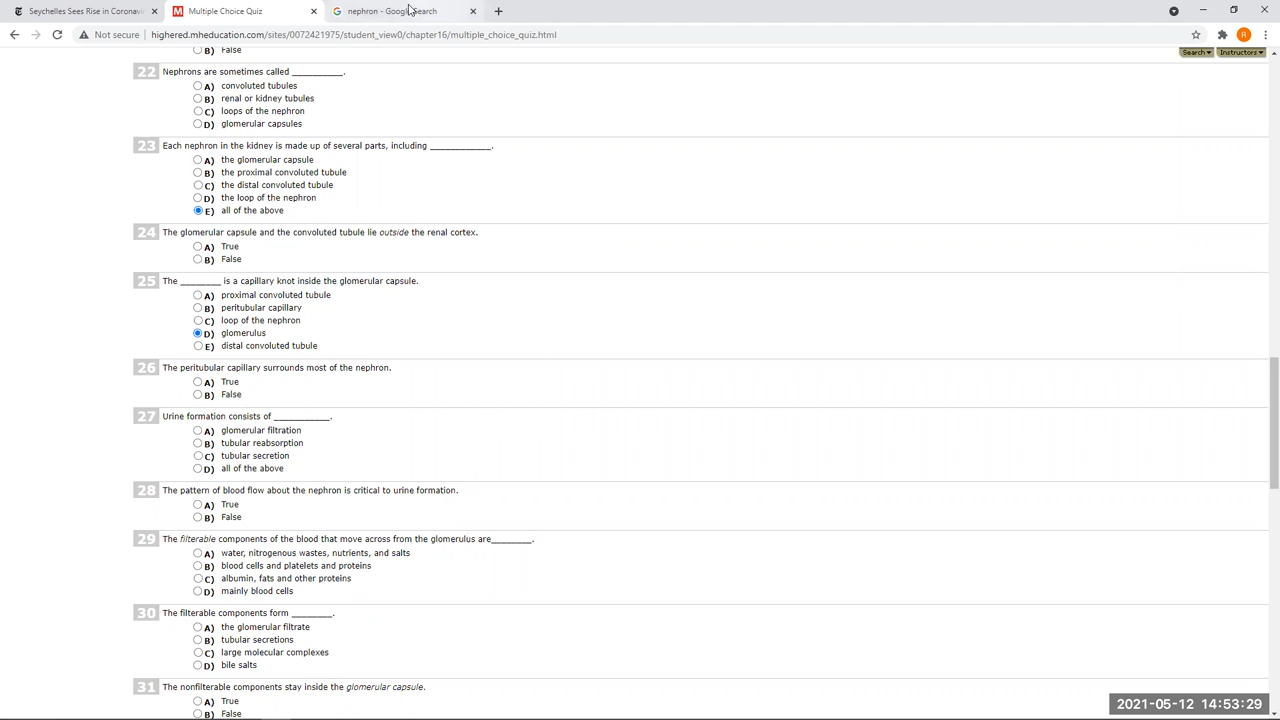 Seychelles Sees Rise in Coronavir
Multiple Choice Quiz
nephron - Google Search
Not secure | highered.mheducation.com/sites/0072421975/student_view0/chapter16/multiple_choice_quiz.html
R
Search Instructors
B) False
22 Nephrons are sometimes called __________.
A) convoluted tubules
B) renal or kidney tubules
C) loops of the nephron
D) glomerular capsules
23 Each nephron in the kidney is made up of several parts, including ____________.
A) the glomerular capsule
B) the proximal convoluted tubule
C) the distal convoluted tubule
D) the loop of the nephron
E) all of the above
24 The glomerular capsule and the convoluted tubule lie outside the renal cortex.
A) True
B) False
25 The ________ is a capillary knot inside the glomerular capsule.
A) proximal convoluted tubule
B) peritubular capillary
C) loop of the nephron
D) glomerulus
E) distal convoluted tubule
26 The peritubular capillary surrounds most of the nephron.
A) True
B) False
27 Urine formation consists of ___________.
A) glomerular filtration
B) tubular reabsorption
C) tubular secretion
D) all of the above
28 The pattern of blood flow about the nephron is critical to urine formation.
A) True
B) False
29 The filterable components of the blood that move across from the glomerulus are________.
A) water, nitrogenous wastes, nutrients, and salts
B) blood cells and platelets and proteins
C) albumin, fats and other proteins
D) mainly blood cells
30 The filterable components form ________.
A) the glomerular filtrate
B) tubular secretions
C) large molecular complexes
D) bile salts
31 The nonfilterable components stay inside the glomerular capsule.
A) True
B) False
2021-05-12 14:53:29